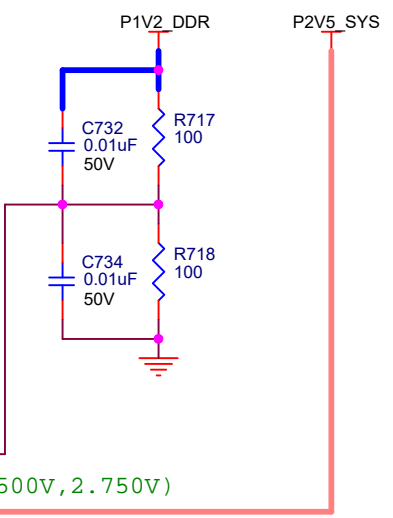 P1V2_DDR
P2V5_SYS
C732
0.01uF
50V
R717
100
C734
0.01uF
50V
R718
100
500V,2.750V)